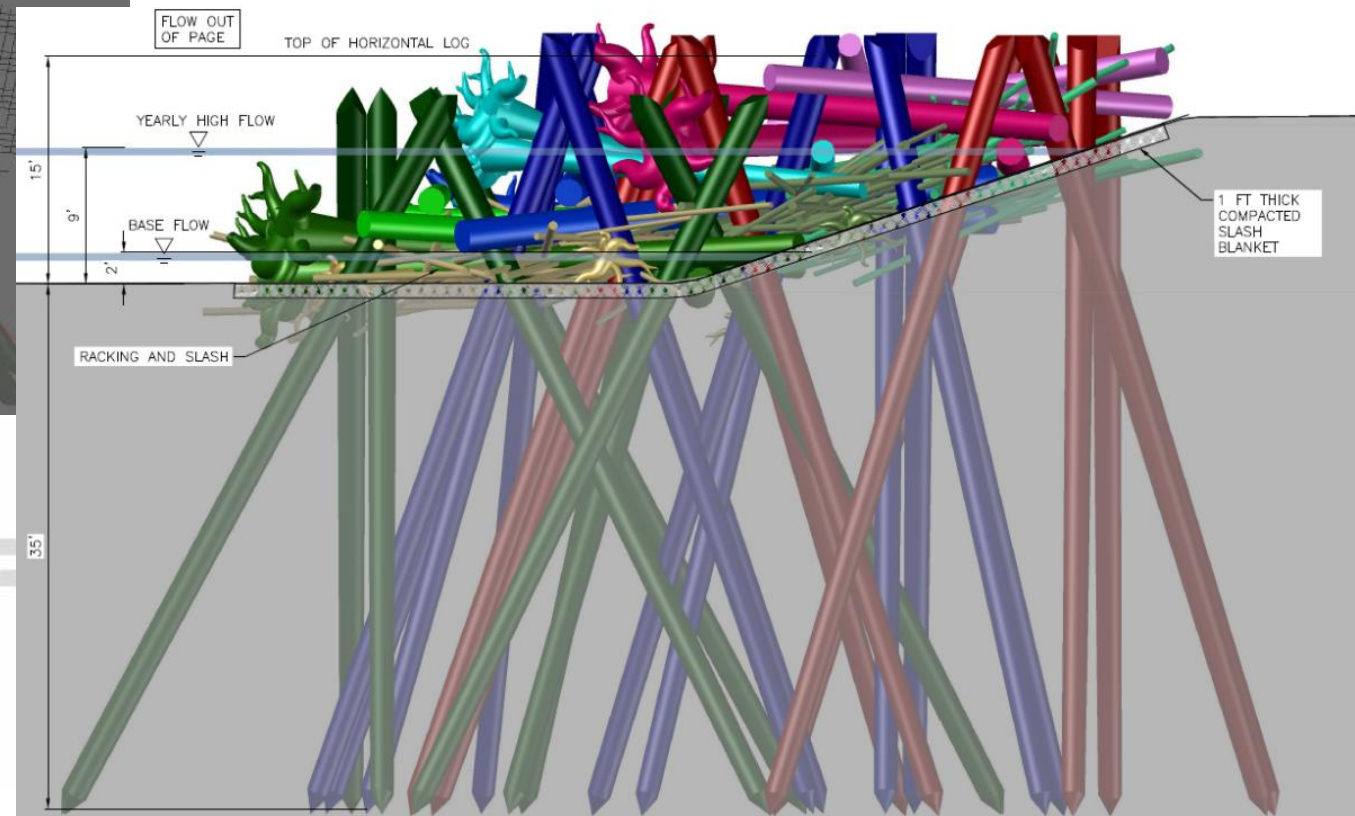 FLOW OUT
OF PAGE
TOP OF HORIZONTAL LOG
YEARLY HIGH FLOW
15'
9'
BASE FLOW
2'
1 FT THICK
COMPACTED
SLASH
BLANKET
RACKING AND SLASH
35'